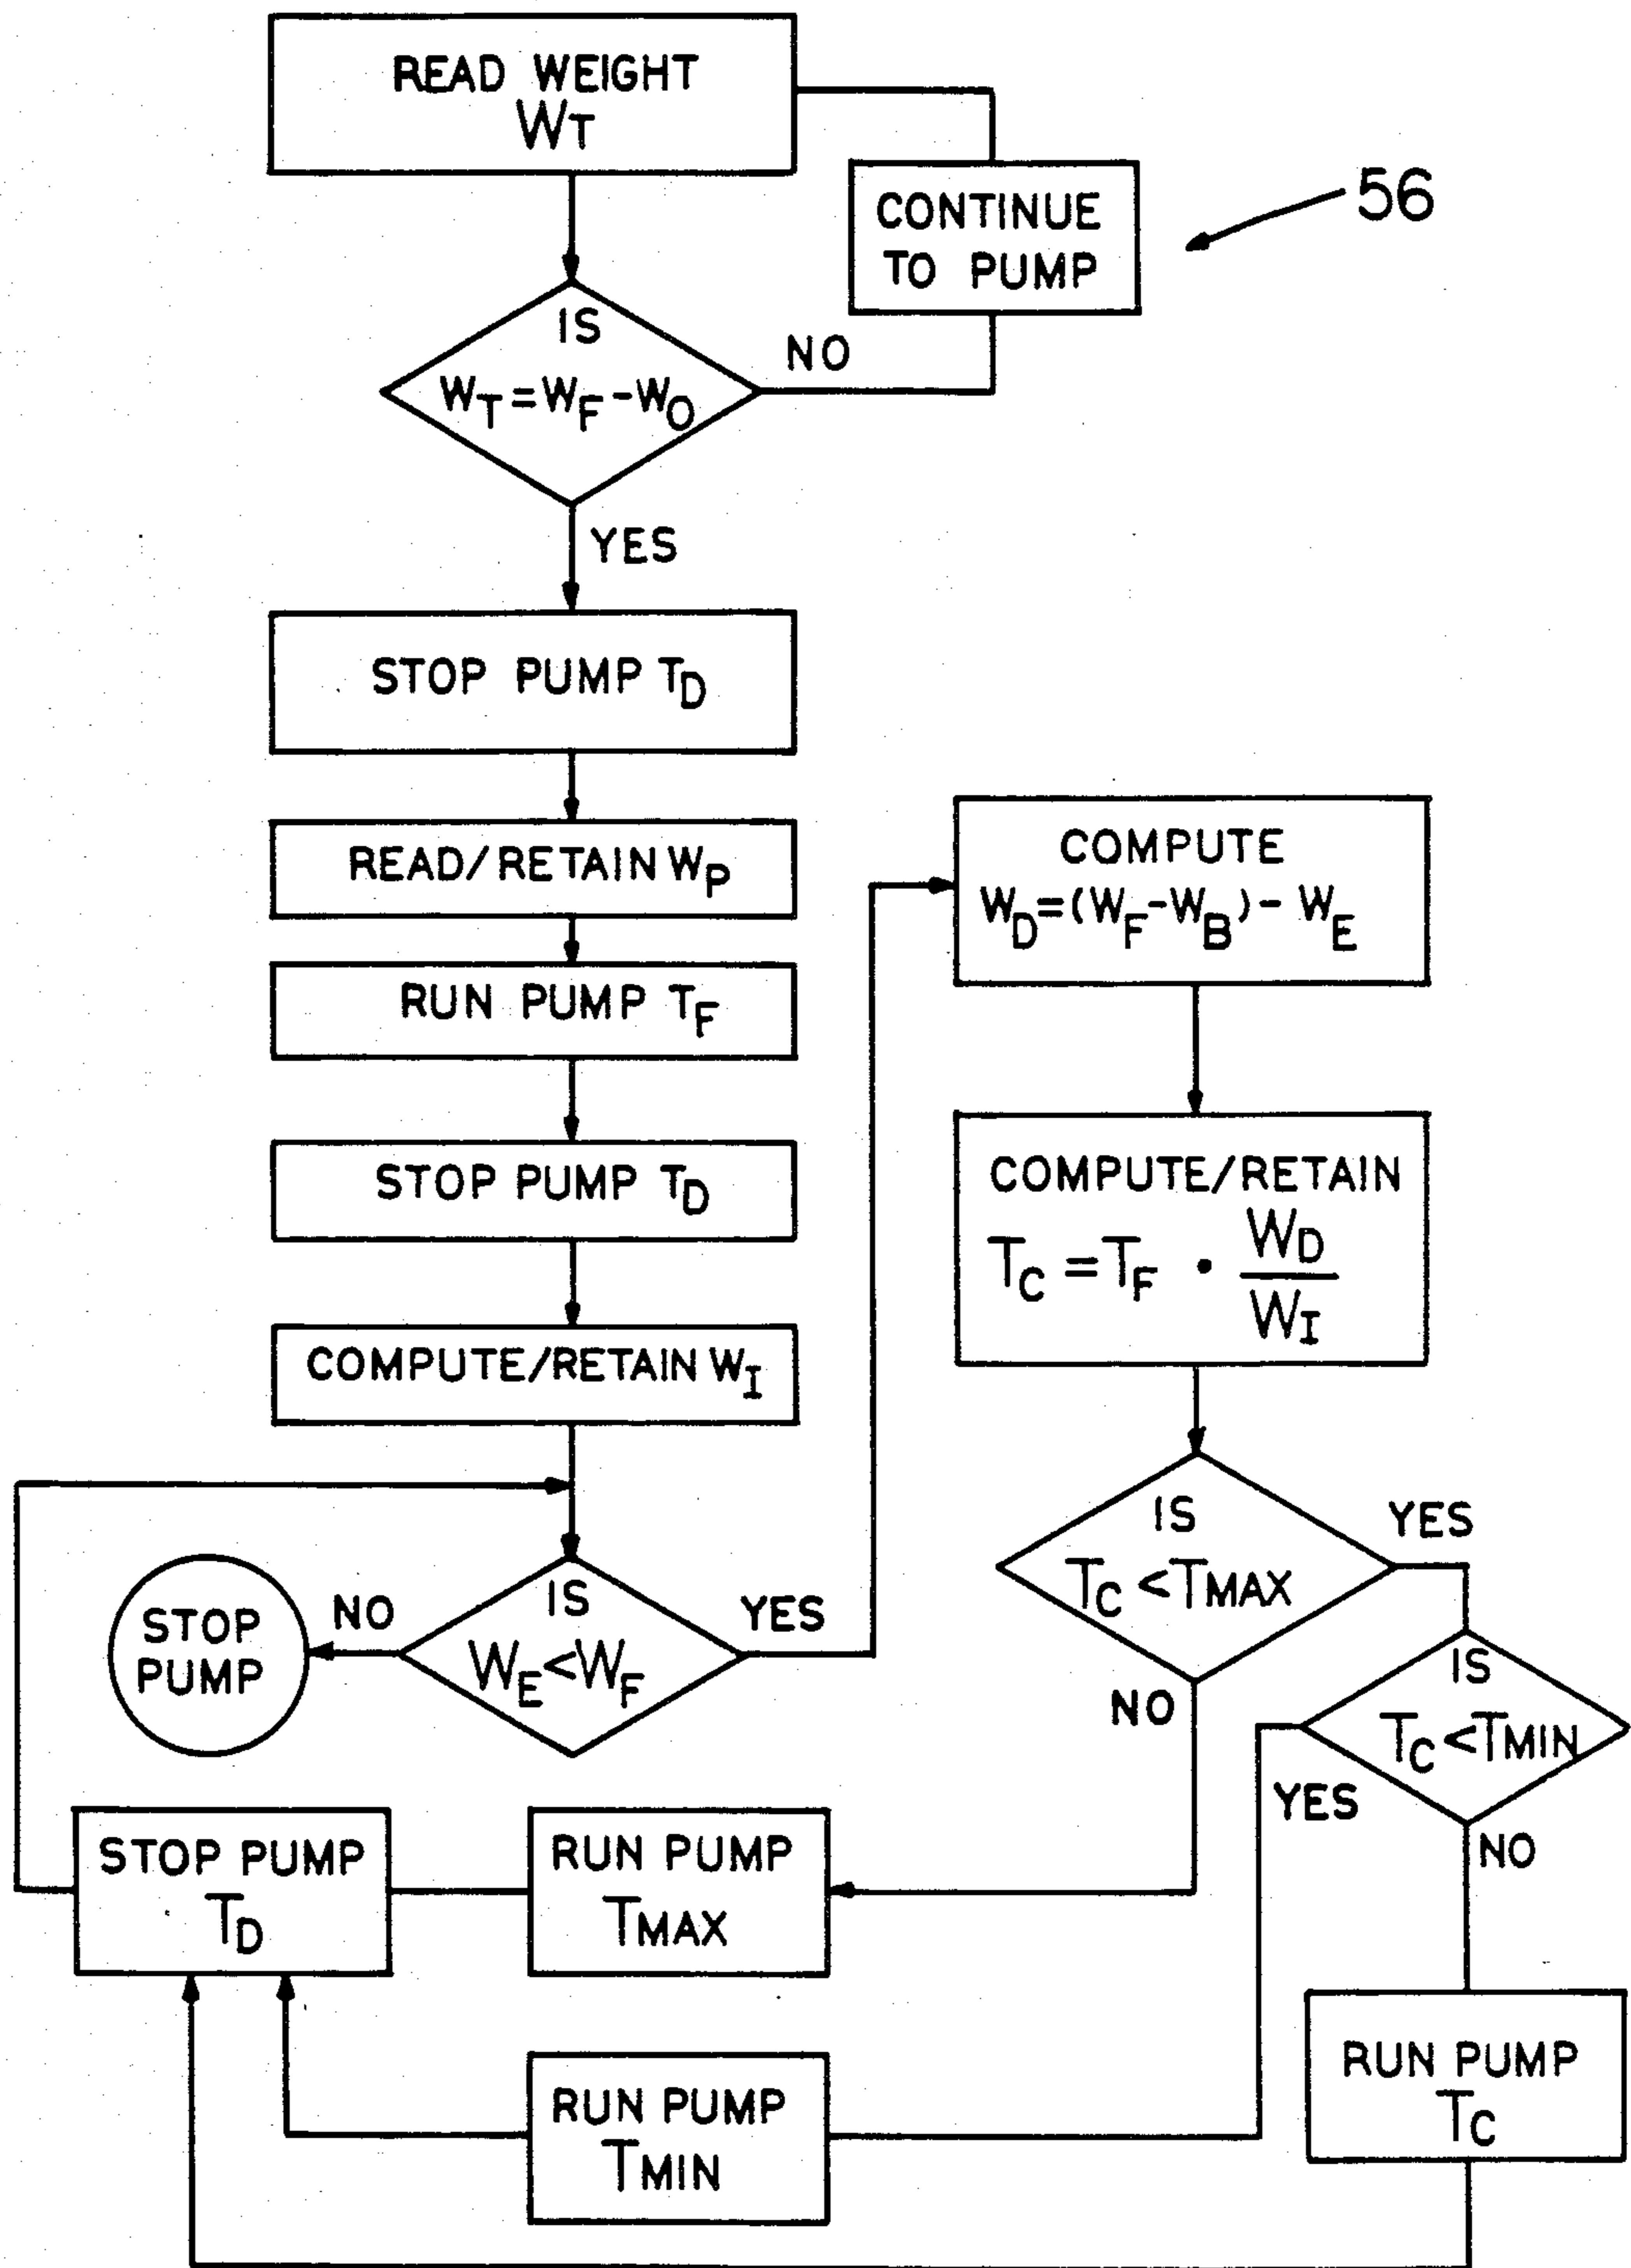 READ WEIGHT
WT
CONTINUE
TO PUMP
56
IS
WT=WF-WO
NO
YES
STOP PUMP TD
READ/RETAIN WP
RUN PUMP TF
STOP PUMP TD
COMPUTE/RETAIN WI
IS
WE<WF
NO
YES
STOP
PUMP
COMPUTE
WD=(WF-WB)-WE
COMPUTE/RETAIN
TC=TF • WD
WI
IS
TC<TMAX
YES
NO
IS
TC<TMIN
YES
NO
STOP PUMP
TD
RUN PUMP
TMAX
RUN PUMP
TMIN
RUN PUMP
TC